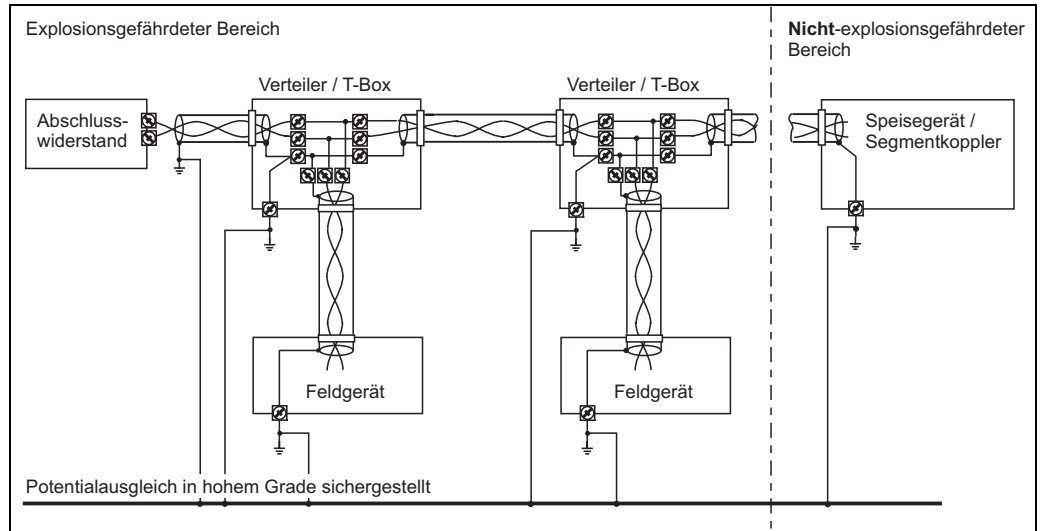 Explosionsgefährdeter Bereich
Nicht-explosionsgefährdeter
Bereich
Verteiler / T-Box
Verteiler / T-Box
Abschluss-
widerstand
Speisegerät /
Segmentkoppler
Feldgerät
Feldgerät
Potentialausgleich in hohem Grade sichergestellt